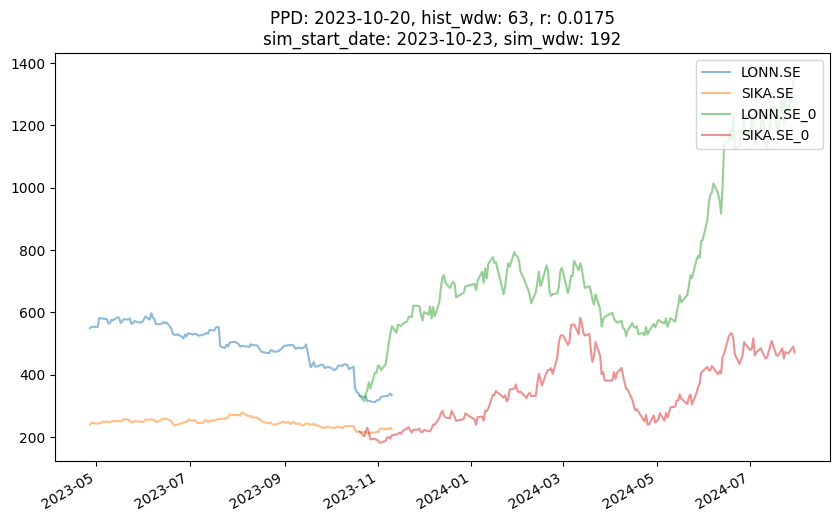 PPD: 2023-10-20, hist_wdw: 63, r: 0.0175
sim_start_date: 2023-10-23, sim_wdw: 192
1400
1200
1000
800
600
400
200
LONN.SE
SIKA.SE
LONN.SE_0
SIKA.SE_0
2023-05
2023-07
2023-09
2023-11
2024-01
2024-03
2024-05
2024-07